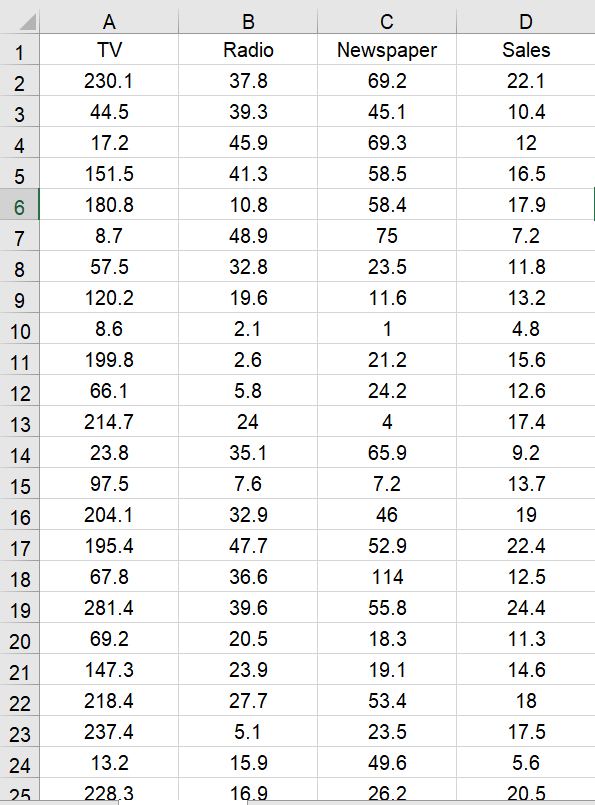 A B C D
1 TV Radio Newspaper Sales
2 230.1 37.8 69.2 22.1
3 44.5 39.3 45.1 10.4
4 17.2 45.9 69.3 12
5 151.5 41.3 58.5 16.5
6 180.8 10.8 58.4 17.9
7 8.7 48.9 75 7.2
8 57.5 32.8 23.5 11.8
9 120.2 19.6 11.6 13.2
10 8.6 2.1 1 4.8
11 199.8 2.6 21.2 15.6
12 66.1 5.8 24.2 12.6
13 214.7 24 4 17.4
14 23.8 35.1 65.9 9.2
15 97.5 7.6 7.2 13.7
16 204.1 32.9 46 19
17 195.4 47.7 52.9 22.4
18 67.8 36.6 114 12.5
19 281.4 39.6 55.8 24.4
20 69.2 20.5 18.3 11.3
21 147.3 23.9 19.1 14.6
22 218.4 27.7 53.4 18
23 237.4 5.1 23.5 17.5
24 13.2 15.9 49.6 5.6
25 228.3 16.9 26.2 20.5